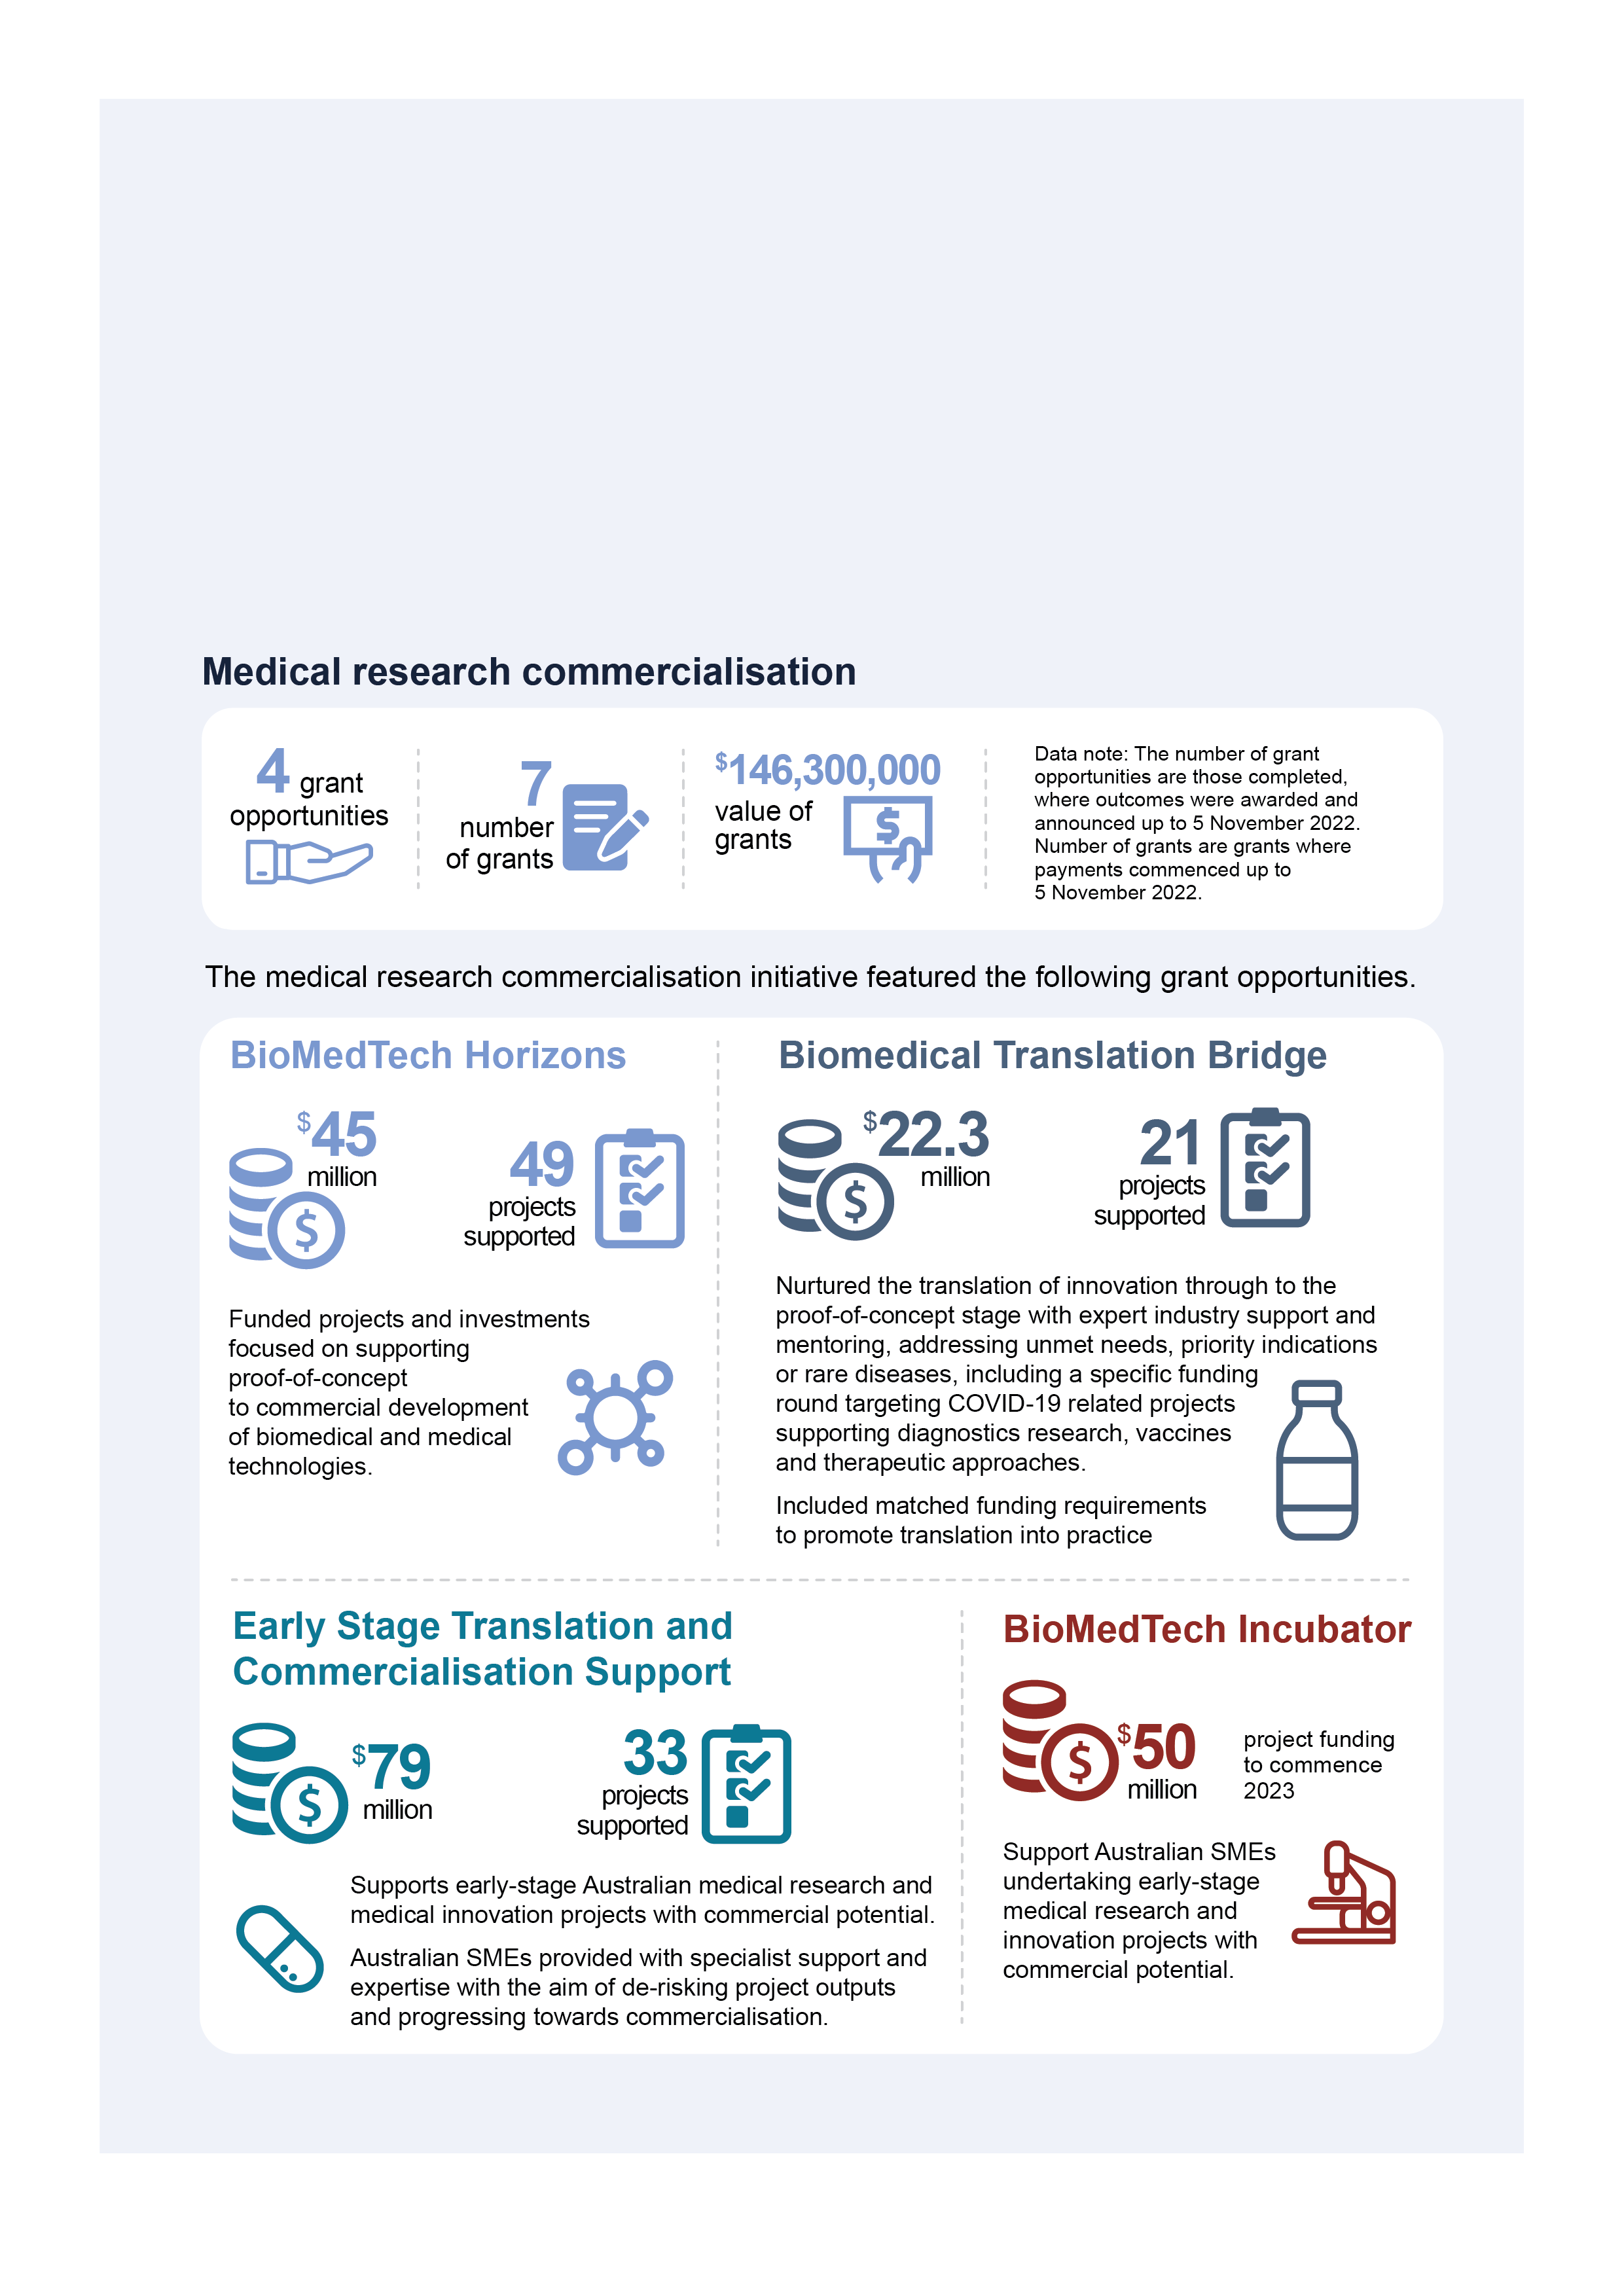 Medical research commercialisation
4 grant
opportunities
7
number
of grants
$146,300,000
value of
grants
$
Data note: The number of grant
opportunities are those completed,
where outcomes were awarded and
announced up to 5 November 2022.
Number of grants are grants where
payments commenced up to
5 November 2022.
The medical research commercialisation initiative featured the following grant opportunities.
BioMedTech Horizons
$45
million
$
49
projects
supported
Funded projects and investments
focused on supporting
proof-of-concept
to commercial development
of biomedical and medical
technologies.
Biomedical Translation Bridge
$22.3
million
$
21
projects
supported
Nurtured the translation of innovation through to the
proof-of-concept stage with expert industry support and
mentoring, addressing unmet needs, priority indications
or rare diseases, including a specific funding
round targeting COVID-19 related projects
supporting diagnostics research, vaccines
and therapeutic approaches.
Included matched funding requirements
to promote translation into practice
Early Stage Translation and
Commercialisation Support
$79
million
$
33
projects
supported
Supports early-stage Australian medical research and
medical innovation projects with commercial potential.
Australian SMEs provided with specialist support and
expertise with the aim of de-risking project outputs
and progressing towards commercialisation.
BioMedTech Incubator
$50
million
$
project funding
to commence
2023
Support Australian SMEs
undertaking early-stage
medical research and
innovation projects with
commercial potential.